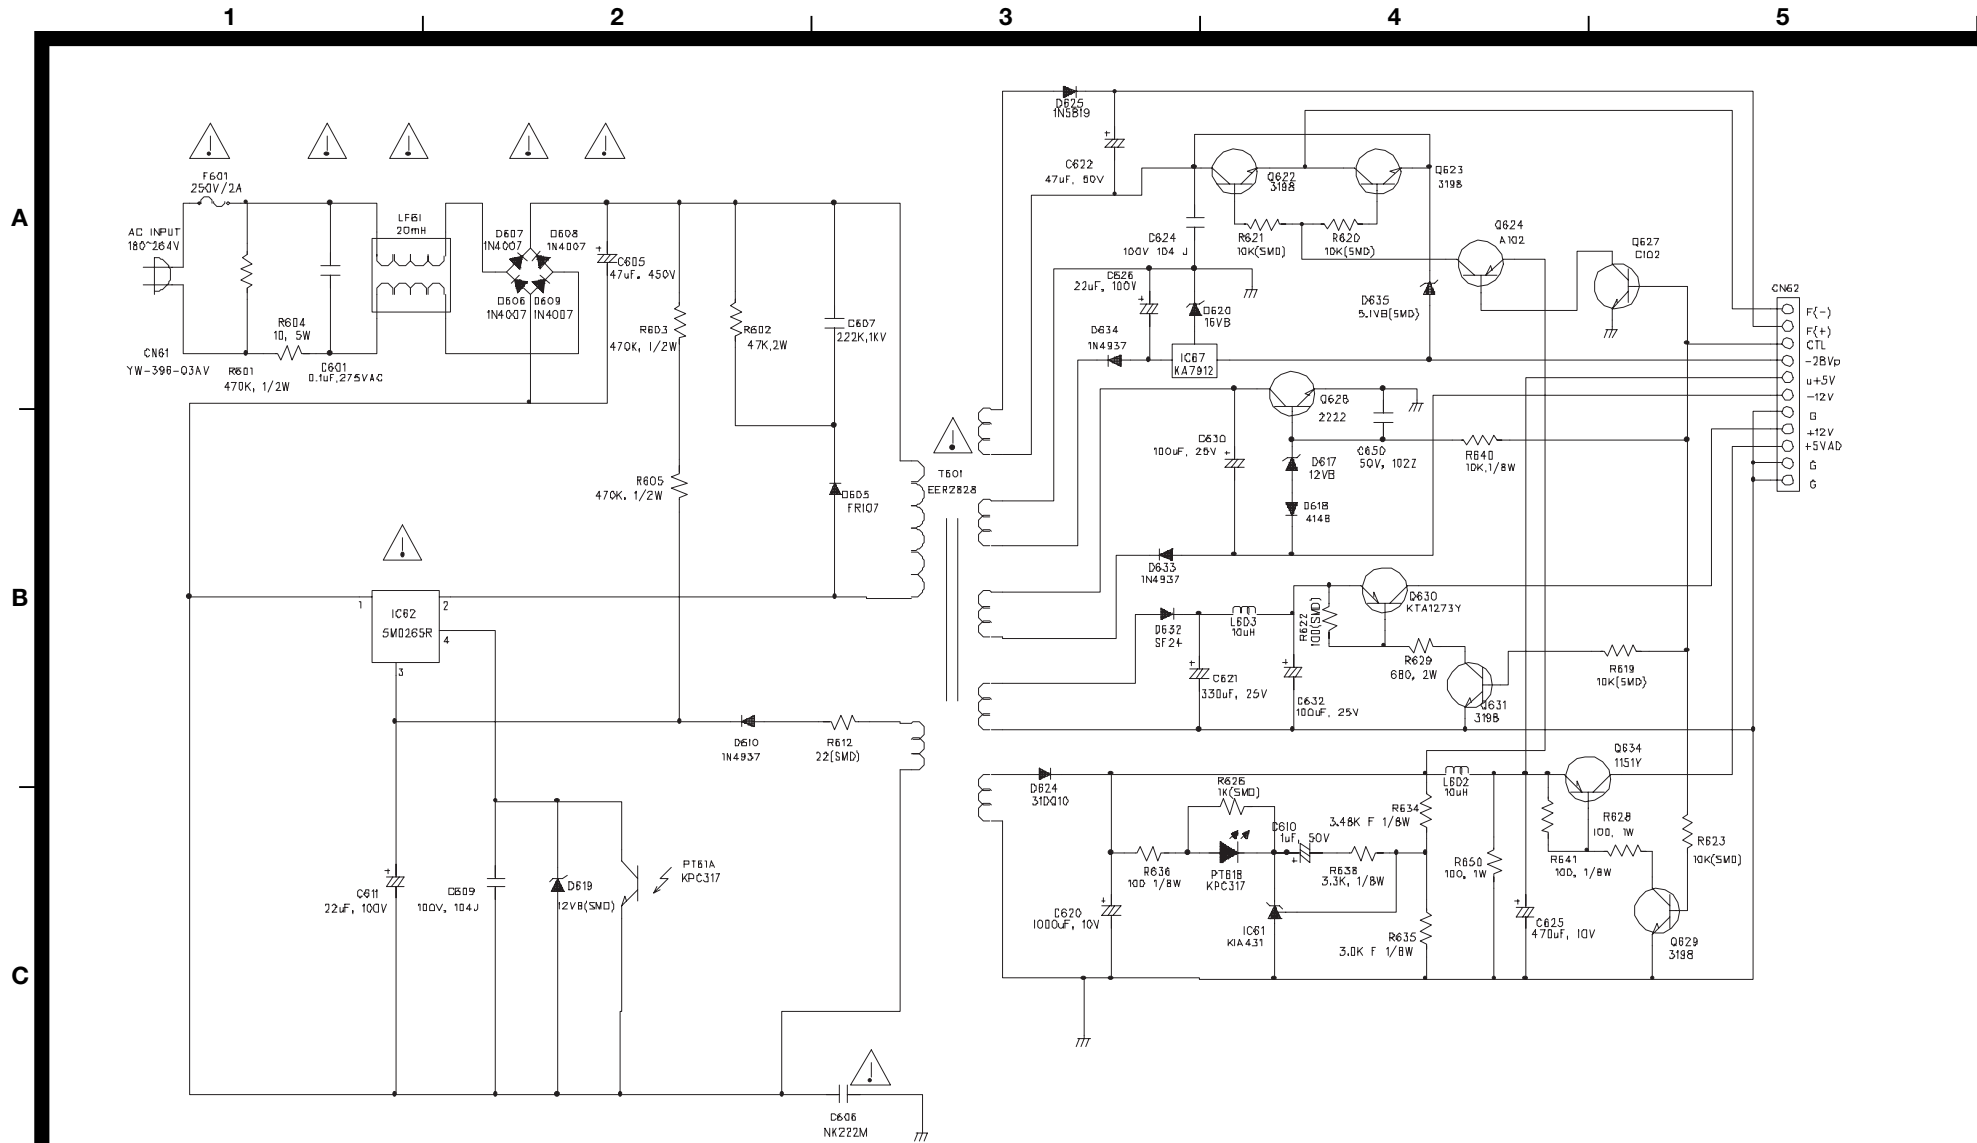 1 2 3 4 5
A
B
C
F601
250V/2A
AC INPUT
180~264V
CN61
YW-396-03AV
R601
470K, 1/2W
R604
10, 5W
C601
0.1uF,275VAC
LF61
20mH
D607
1N4007
D608
1N4007
D606
1N4007
D609
1N4007
C605
47uF, 450V
R603
470K, 1/2W
R602
47K,2W
C607
222K,1KV
R605
470K, 1/2W
D605
FR107
T601
EER2828
IC62
5M0265R
1
2
4
3
D610
1N4937
R612
22(SMD)
C611
22uF, 100V
C609
100V, 104J
D619
12VB(SMD)
PT61A
KPC317
C606
NK222M
D625
1N5819
C622
47uF, 50V
Q622
3198
Q623
3198
C624
100V 104 J
R621
10K(SMD)
R620
10K(SMD)
Q624
A102
Q627
C102
C626
22uF, 100V
D620
16VB
D635
5.1VB(SMD)
D634
1N4937
IC67
KA7912
CN62
F(-)
F(+)
CTL
-28Vp
u+5V
-12V
G
+12V
+5VAD
G
G
Q628
2222
C630
100uF, 25V
D617
12VB
C650
50V, 102Z
R640
10K,1/8W
D618
4148
D633
1N4937
D632
SF24
L603
10uH
R622
100(SMD)
Q630
KTA1273Y
R629
680, 2W
R619
10K(SMD)
C621
330uF, 25V
C632
100uF, 25V
Q631
3198
D624
31DQ10
R626
1K(SMD)
C610
1uF, 50V
R634
3.48K F 1/8W
L602
10uH
Q634
1151Y
R628
100, 1W
R623
10K(SMD)
R636
100 1/8W
PT61B
KPC317
R638
3.3K, 1/8W
R650
100, 1W
R641
100, 1/8W
C620
1000uF, 10V
IC61
KIA431
R635
3.0K F 1/8W
C625
470uF, 10V
Q629
3198